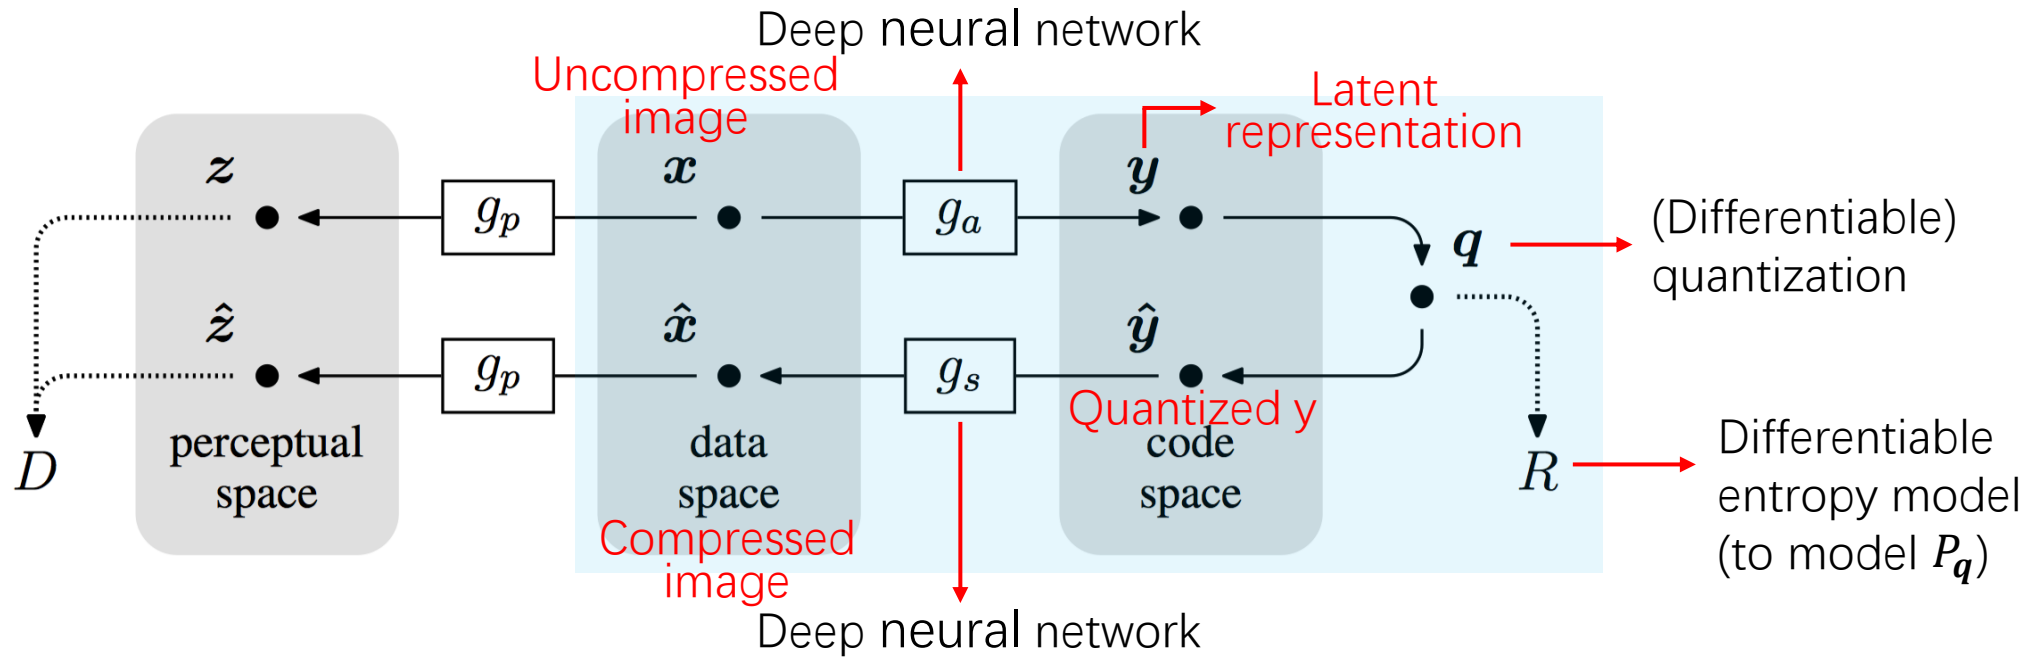 Deep neural network
Uncompressed
image
Latent
representation
z
x
y
g_p
g_a
q
(Differentiable)
quantization
ẑ
x̂
ŷ
g_p
g_s
Quantized y
perceptual
space
data
space
code
space
D
R
Differentiable
entropy model
(to model P_q)
Compressed
image
Deep neural network